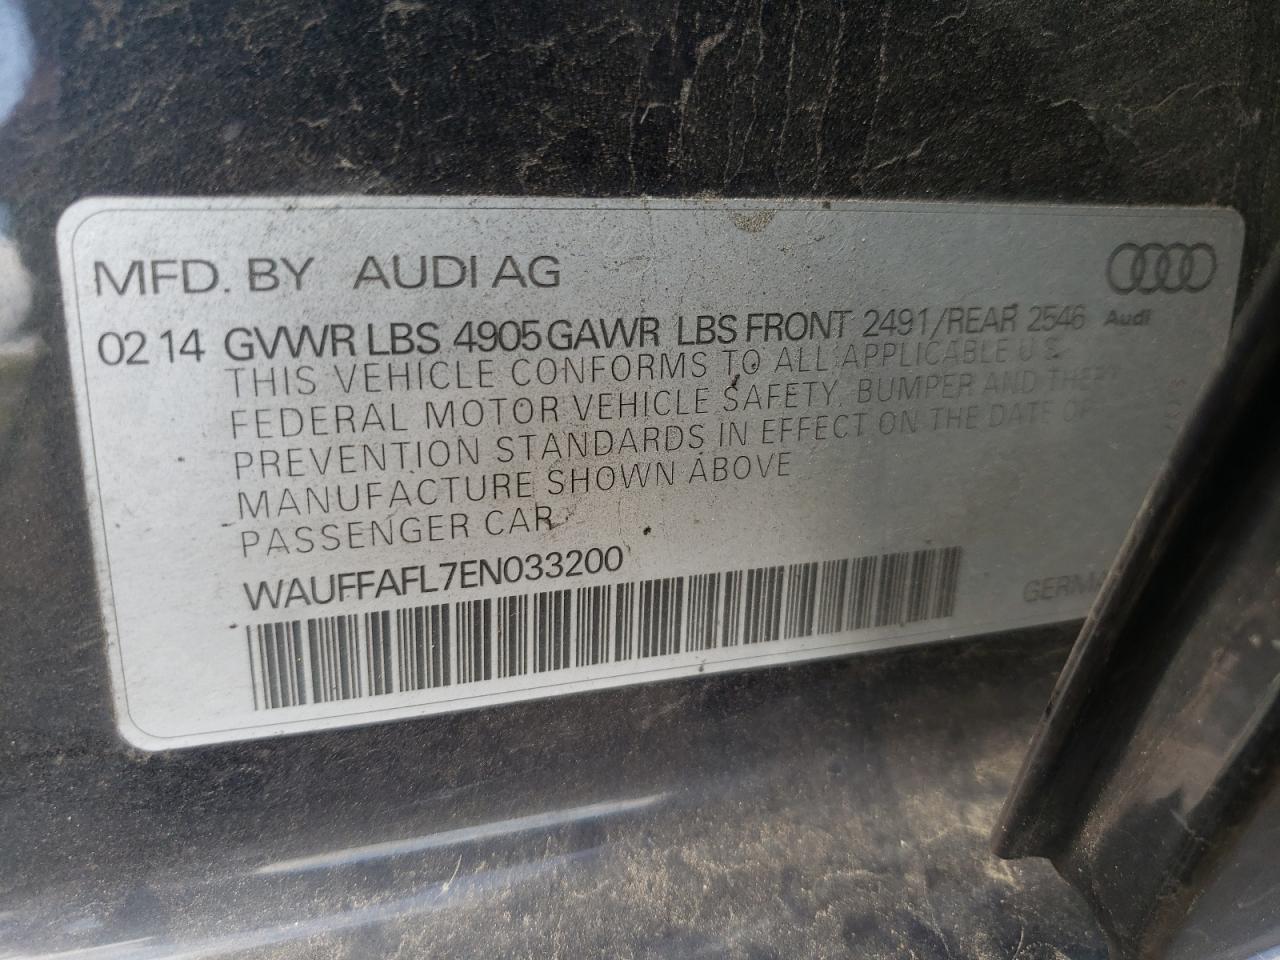 MFD. BY AUDI AG
Audi
02 14 GVWR LBS 4905 GAWR LBS FRONT 2491/REAR 2546
THIS VEHICLE CONFORMS TO ALL APPLICABLE U.S.
FEDERAL MOTOR VEHICLE SAFETY, BUMPER AND THEFT
PREVENTION STANDARDS IN EFFECT ON THE DATE OF
MANUFACTURE SHOWN ABOVE
PASSENGER CAR
WAUFFAFL7EN033200